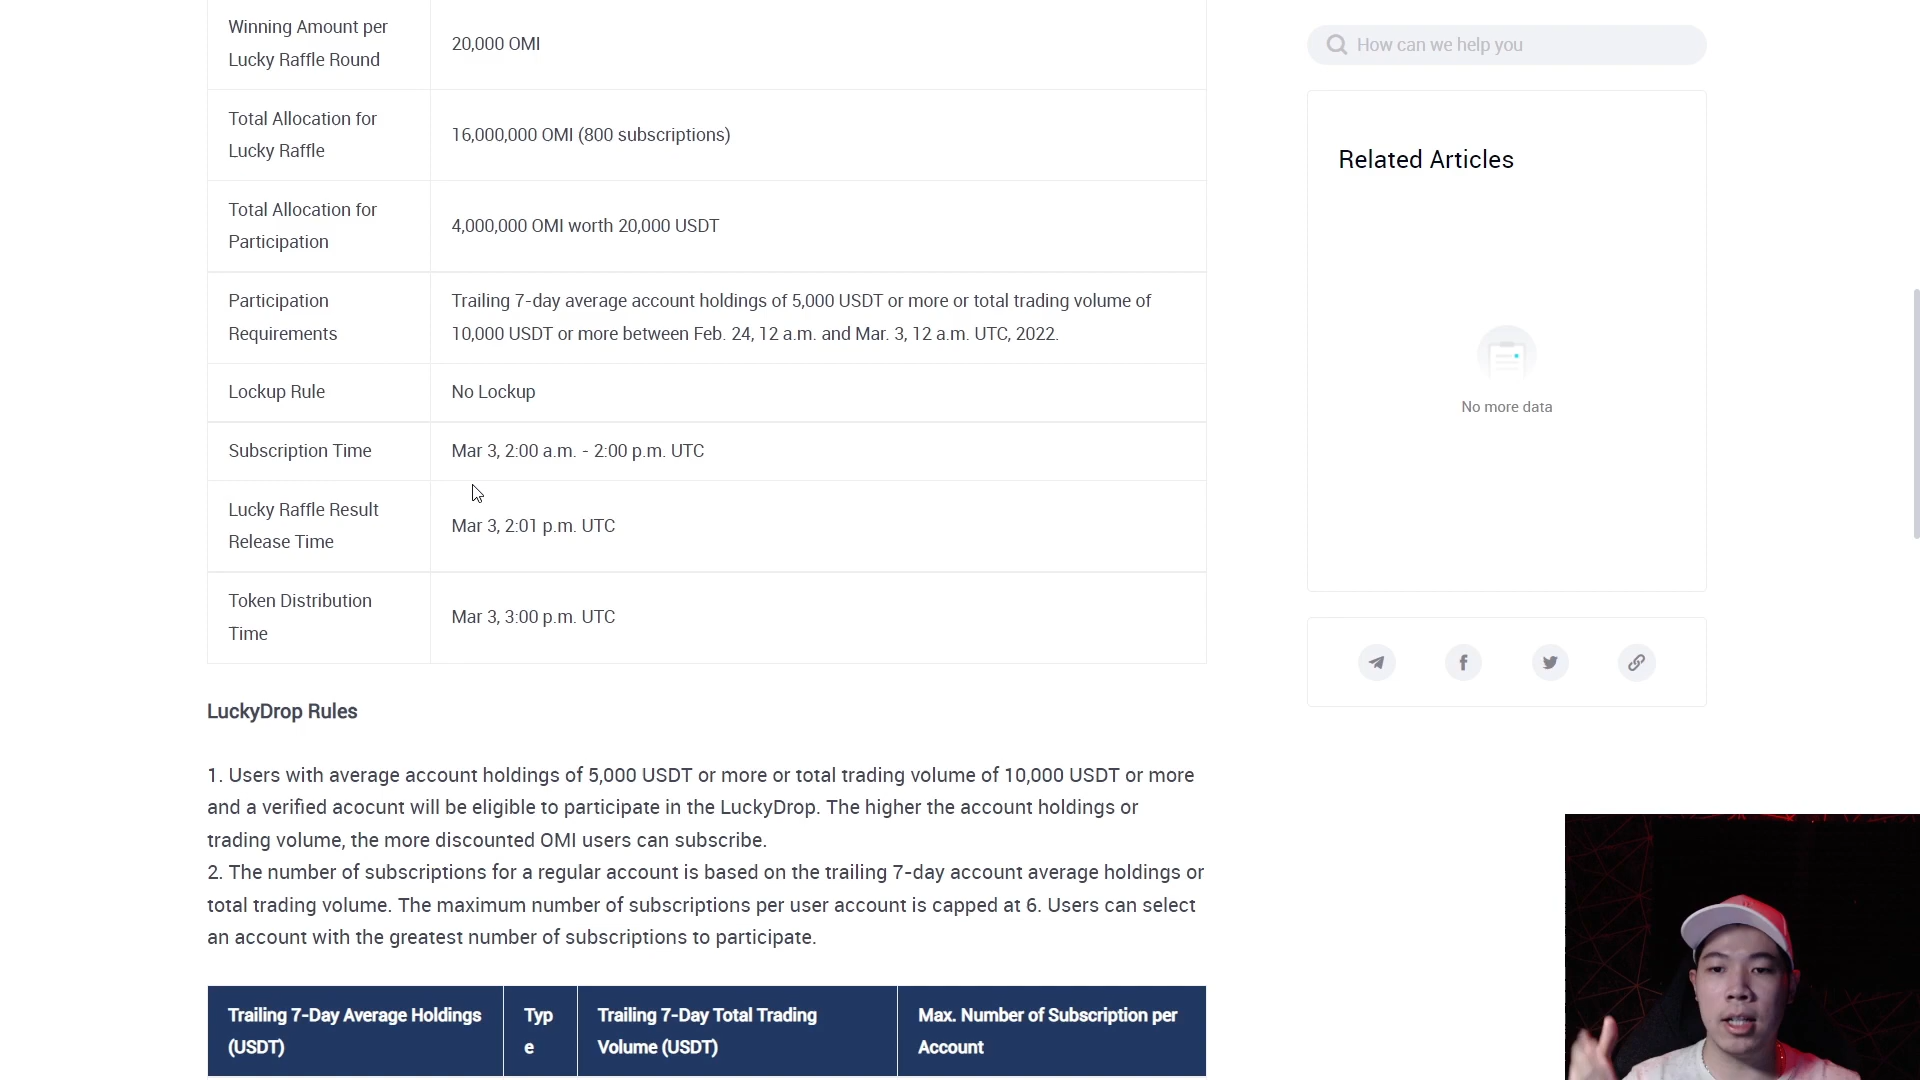 Winning Amount per
Lucky Raffle Round
20,000 OMI
Total Allocation for
Lucky Raffle
16,000,000 OMI (800 subscriptions)
Total Allocation for
Participation
4,000,000 OMI worth 20,000 USDT
Participation
Requirements
Trailing 7-day average account holdings of 5,000 USDT or more or total trading volume of
10,000 USDT or more between Feb. 24, 12 a.m. and Mar. 3, 12 a.m. UTC, 2022.
Lockup Rule
No Lockup
Subscription Time
Mar 3, 2:00 a.m. - 2:00 p.m. UTC
Lucky Raffle Result
Release Time
Mar 3, 2:01 p.m. UTC
Token Distribution
Time
Mar 3, 3:00 p.m. UTC
LuckyDrop Rules
1. Users with average account holdings of 5,000 USDT or more or total trading volume of 10,000 USDT or more
and a verified acocunt will be eligible to participate in the LuckyDrop. The higher the account holdings or
trading volume, the more discounted OMI users can subscribe.
2. The number of subscriptions for a regular account is based on the trailing 7-day account average holdings or
total trading volume. The maximum number of subscriptions per user account is capped at 6. Users can select
an account with the greatest number of subscriptions to participate.
Trailing 7-Day Average Holdings
(USDT)
Typ
e
Trailing 7-Day Total Trading
Volume (USDT)
Max. Number of Subscription per
Account
How can we help you
Related Articles
No more data